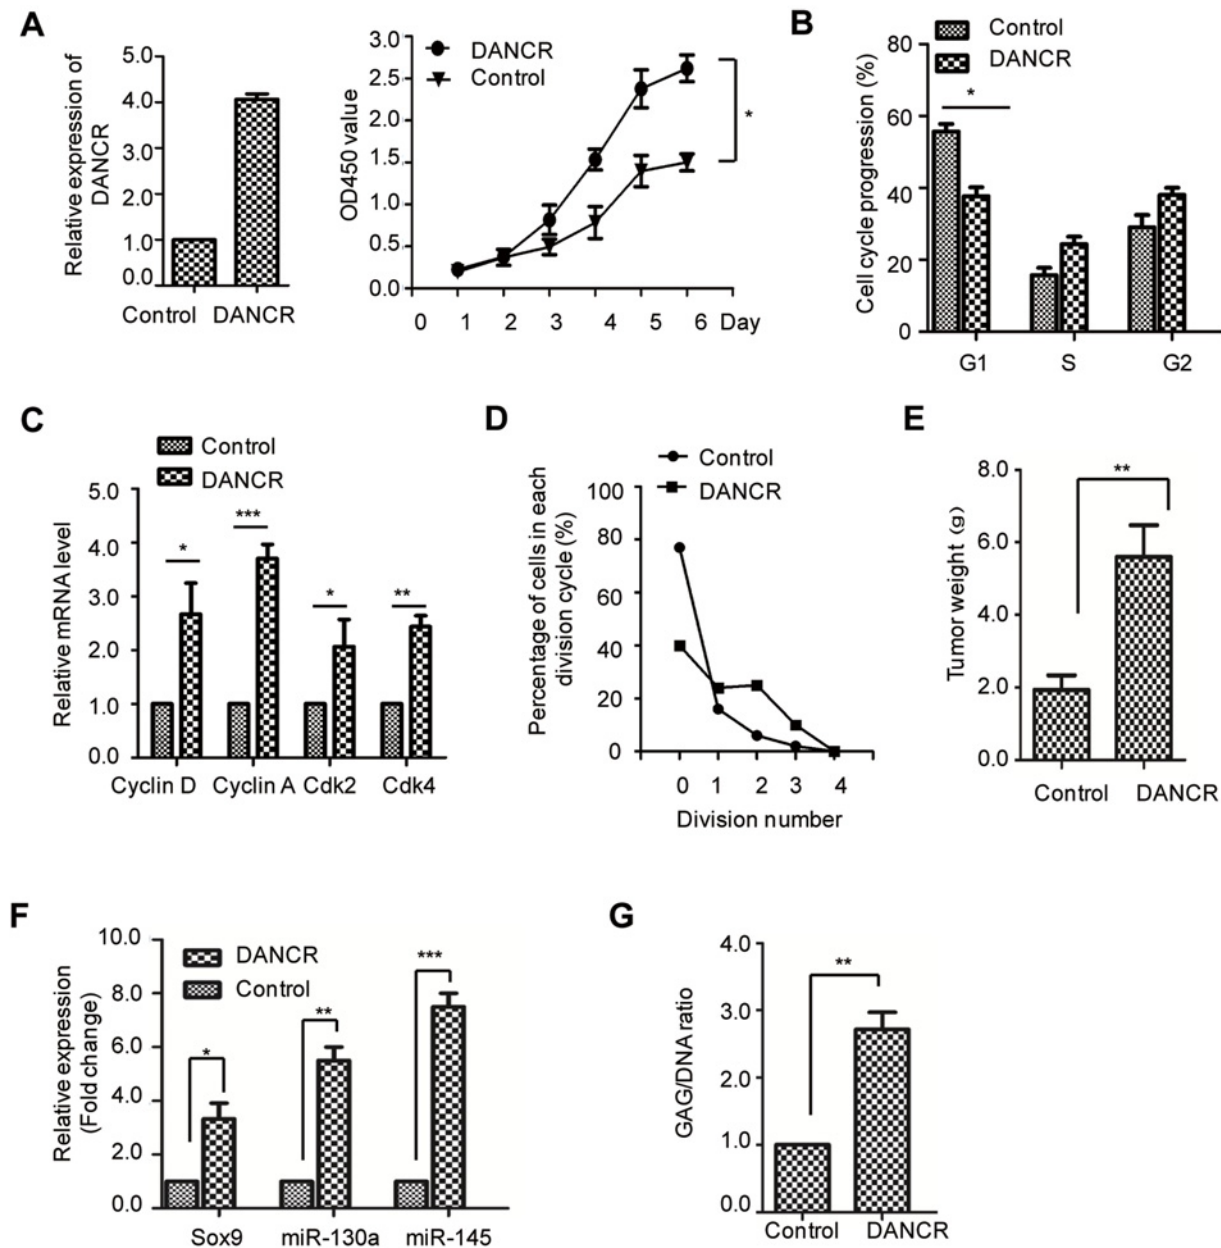 A
Relative expression of
DANCR
5.0
4.0
3.0
2.0
1.0
0.0
Control DANCR
OD450 value
3.0
2.5
2.0
1.5
1.0
0.5
0.0
DANCR
Control
*
0 1 2 3 4 5 6 Day
B
Control
DANCR
Cell cycle progression (%)
80
60
40
20
0
*
G1 S G2
C
Control
DANCR
Relative mRNA level
5.0
4.0
3.0
2.0
1.0
0.0
*
***
*
**
Cyclin D Cyclin A Cdk2 Cdk4
D
Control
DANCR
Percentage of cells in each
division cycle (%)
100
80
60
40
20
0
0 1 2 3 4
Division number
E
Tumor weight (g)
8.0
6.0
4.0
2.0
0.0
**
Control DANCR
F
Relative expression
(Fold change)
10.0
8.0
6.0
4.0
2.0
0.0
DANCR
Control
*
**
***
Sox9 miR-130a miR-145
G
GAG/DNA ratio
4.0
3.0
2.0
1.0
0.0
**
Control DANCR